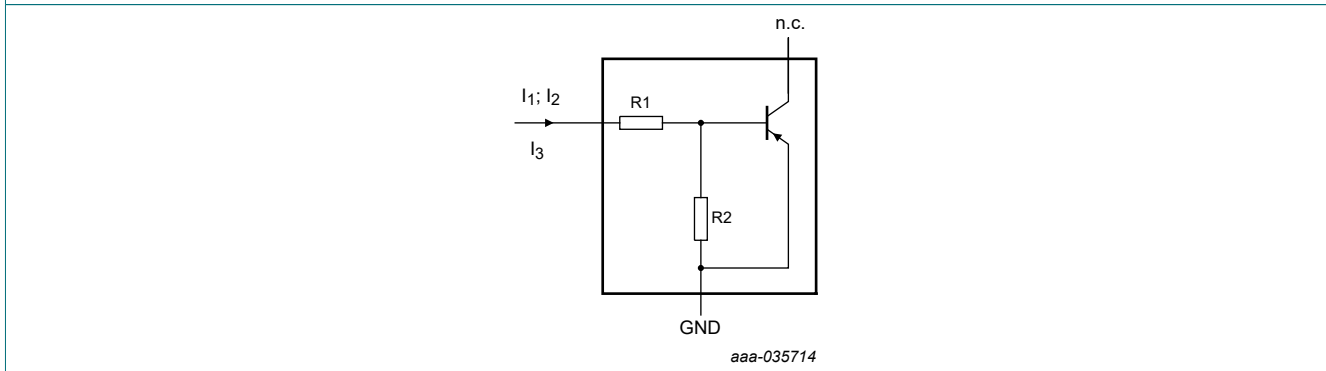 n.c.
I1; I2
R1
I3
R2
GND
aaa-035714